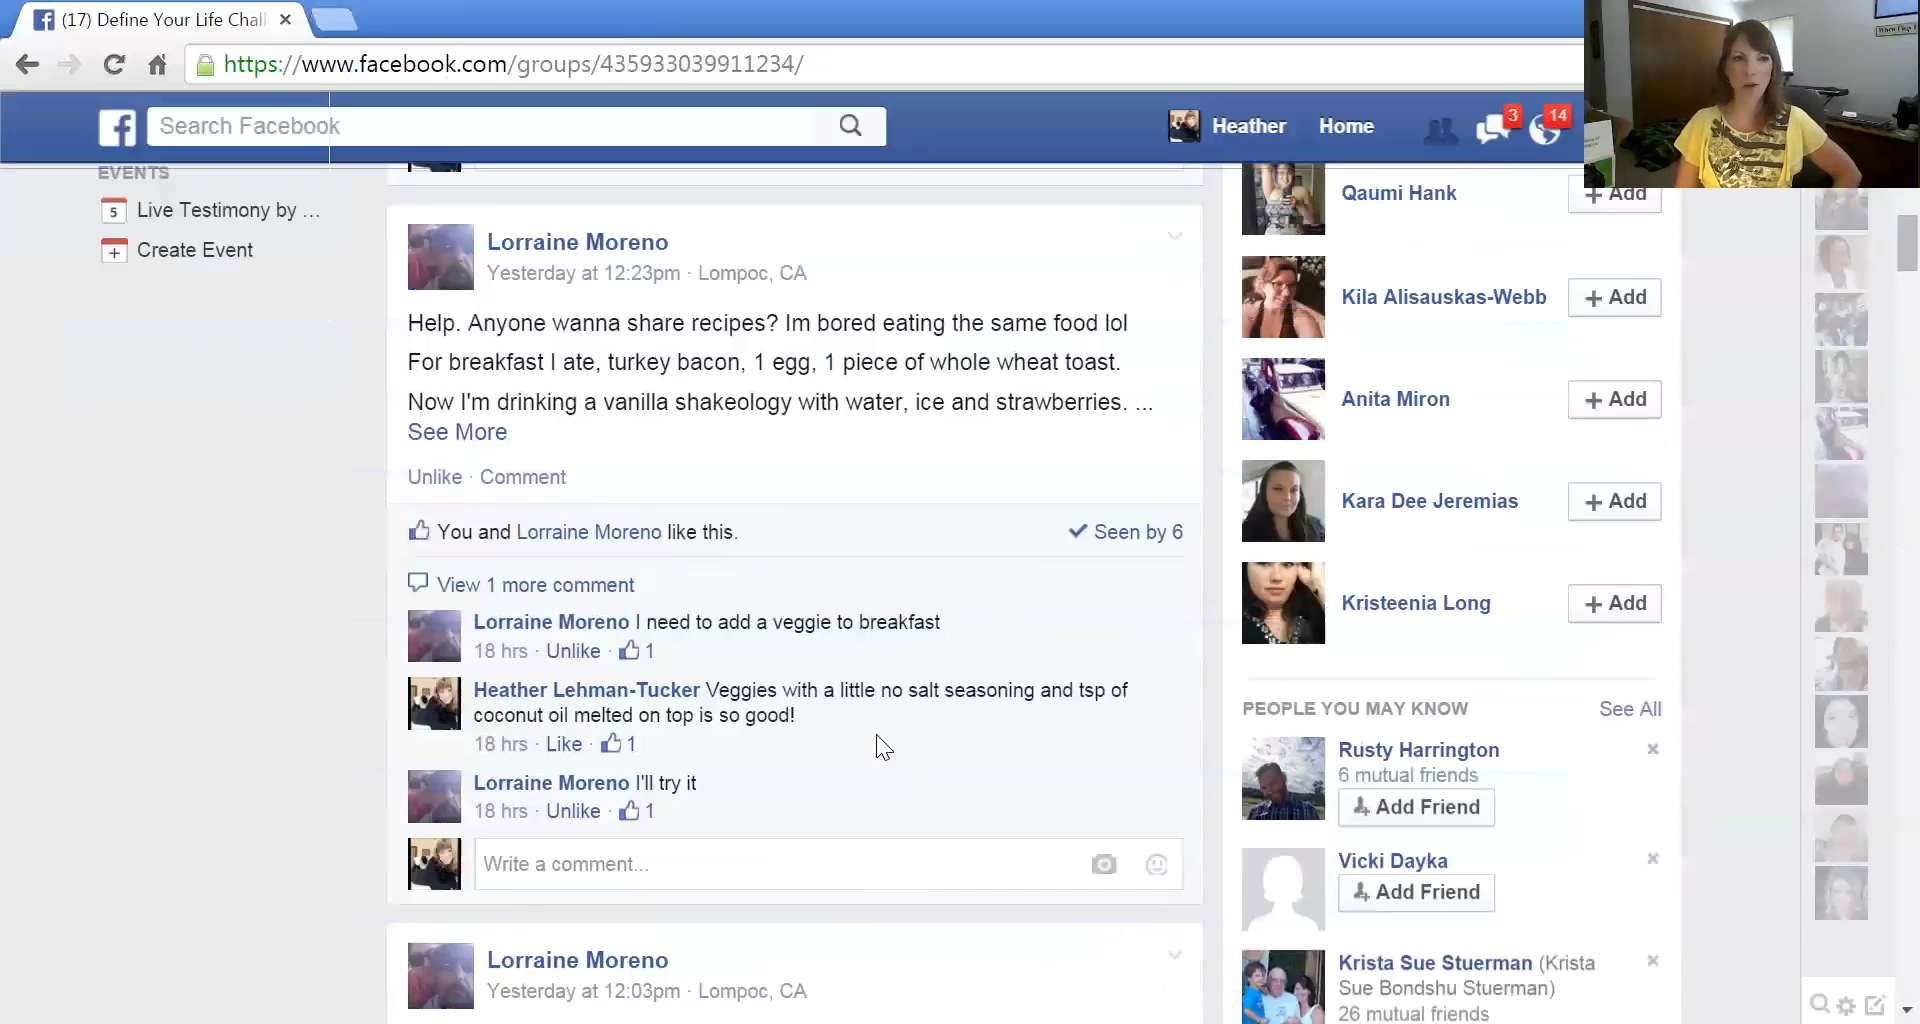 (17) Define Your Life Chall
https://www.facebook.com/groups/435933039911234/
Search Facebook
Heather
Home
3
14
EVENTS
5
Live Testimony by ...
Create Event
Lorraine Moreno
Yesterday at 12:23pm · Lompoc, CA
Help. Anyone wanna share recipes? Im bored eating the same food lol
For breakfast I ate, turkey bacon, 1 egg, 1 piece of whole wheat toast.
Now I'm drinking a vanilla shakeology with water, ice and strawberries. ...
See More
Unlike · Comment
You and Lorraine Moreno like this.
Seen by 6
View 1 more comment
Lorraine Moreno I need to add a veggie to breakfast
18 hrs · Unlike · 1
Heather Lehman-Tucker Veggies with a little no salt seasoning and tsp of
coconut oil melted on top is so good!
18 hrs · Like · 1
Lorraine Moreno I'll try it
18 hrs · Unlike · 1
Write a comment...
Lorraine Moreno
Yesterday at 12:03pm · Lompoc, CA
Qaumi Hank
+ Add
Kila Alisauskas-Webb
+ Add
Anita Miron
+ Add
Kara Dee Jeremias
+ Add
Kristeenia Long
+ Add
PEOPLE YOU MAY KNOW
See All
Rusty Harrington
6 mutual friends
Add Friend
Vicki Dayka
Add Friend
Krista Sue Stuerman (Krista
Sue Bondshu Stuerman)
26 mutual friends